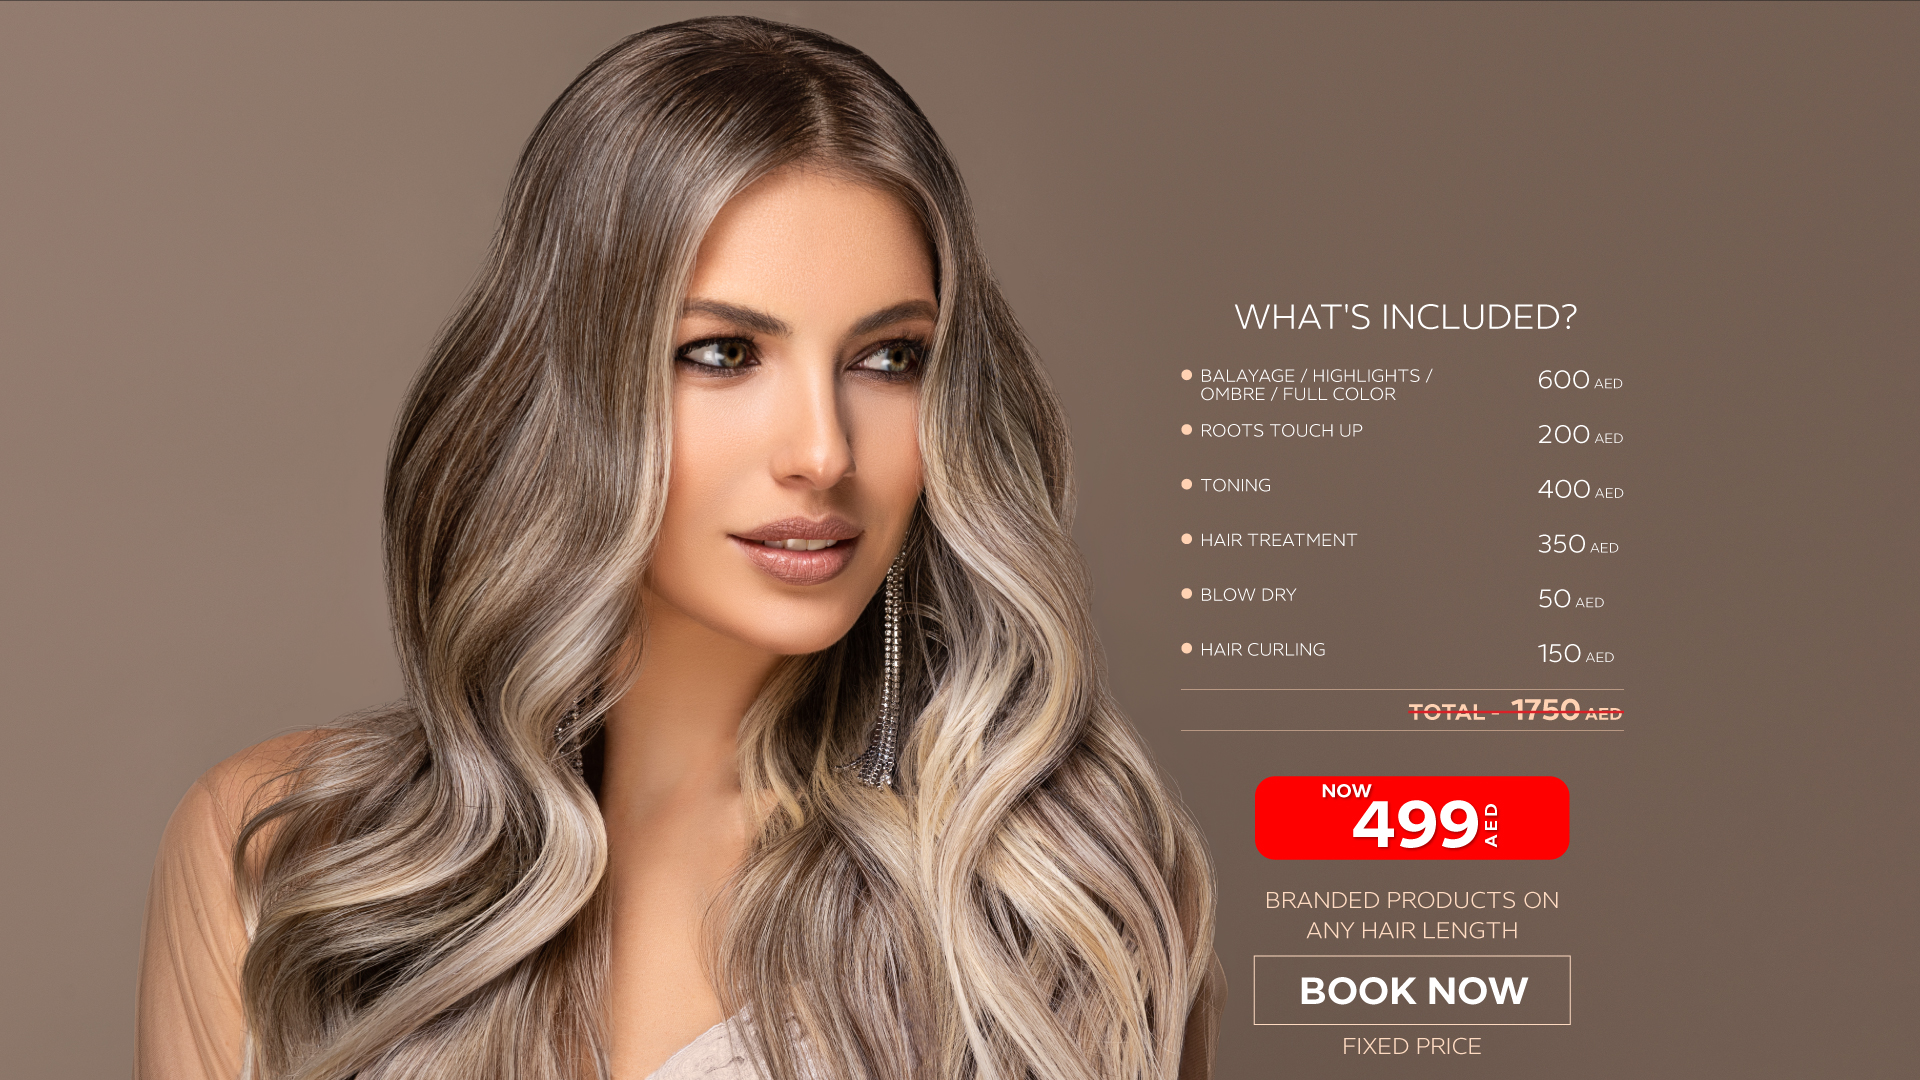 WHAT'S INCLUDED?
BALAYAGE / HIGHLIGHTS /
OMBRE / FULL COLOR
600 AED
ROOTS TOUCH UP 200 AED
TONING 400 AED
HAIR TREATMENT 350 AED
BLOW DRY 50 AED
HAIR CURLING 150 AED
TOTAL - 1750 AED
NOW
499 AED
BRANDED PRODUCTS ON
ANY HAIR LENGTH
BOOK NOW
FIXED PRICE